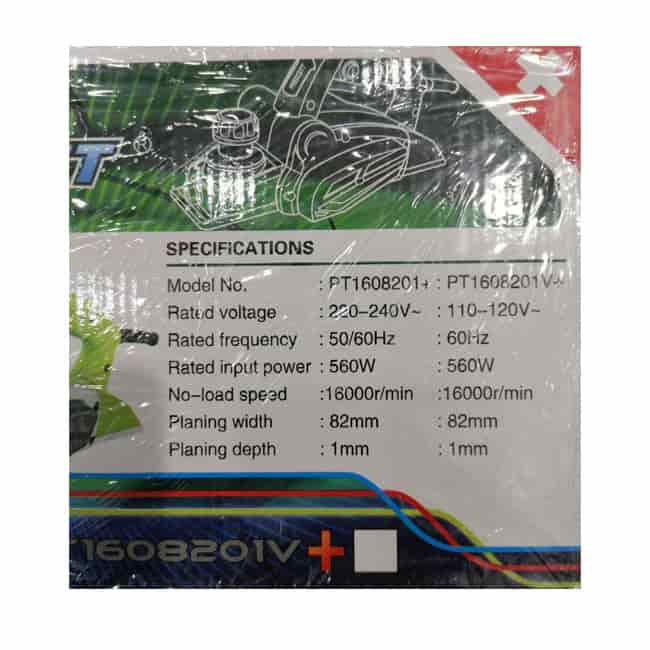 T
SPECIFICATIONS
Model No. : PT1608201+ : PT1608201V+
Rated voltage : 220–240V~ : 110–120V~
Rated frequency : 50/60Hz : 60Hz
Rated input power : 560W : 560W
No–load speed :16000r/min :16000r/min
Planing width : 82mm : 82mm
Planing depth : 1mm : 1mm
T1608201V+